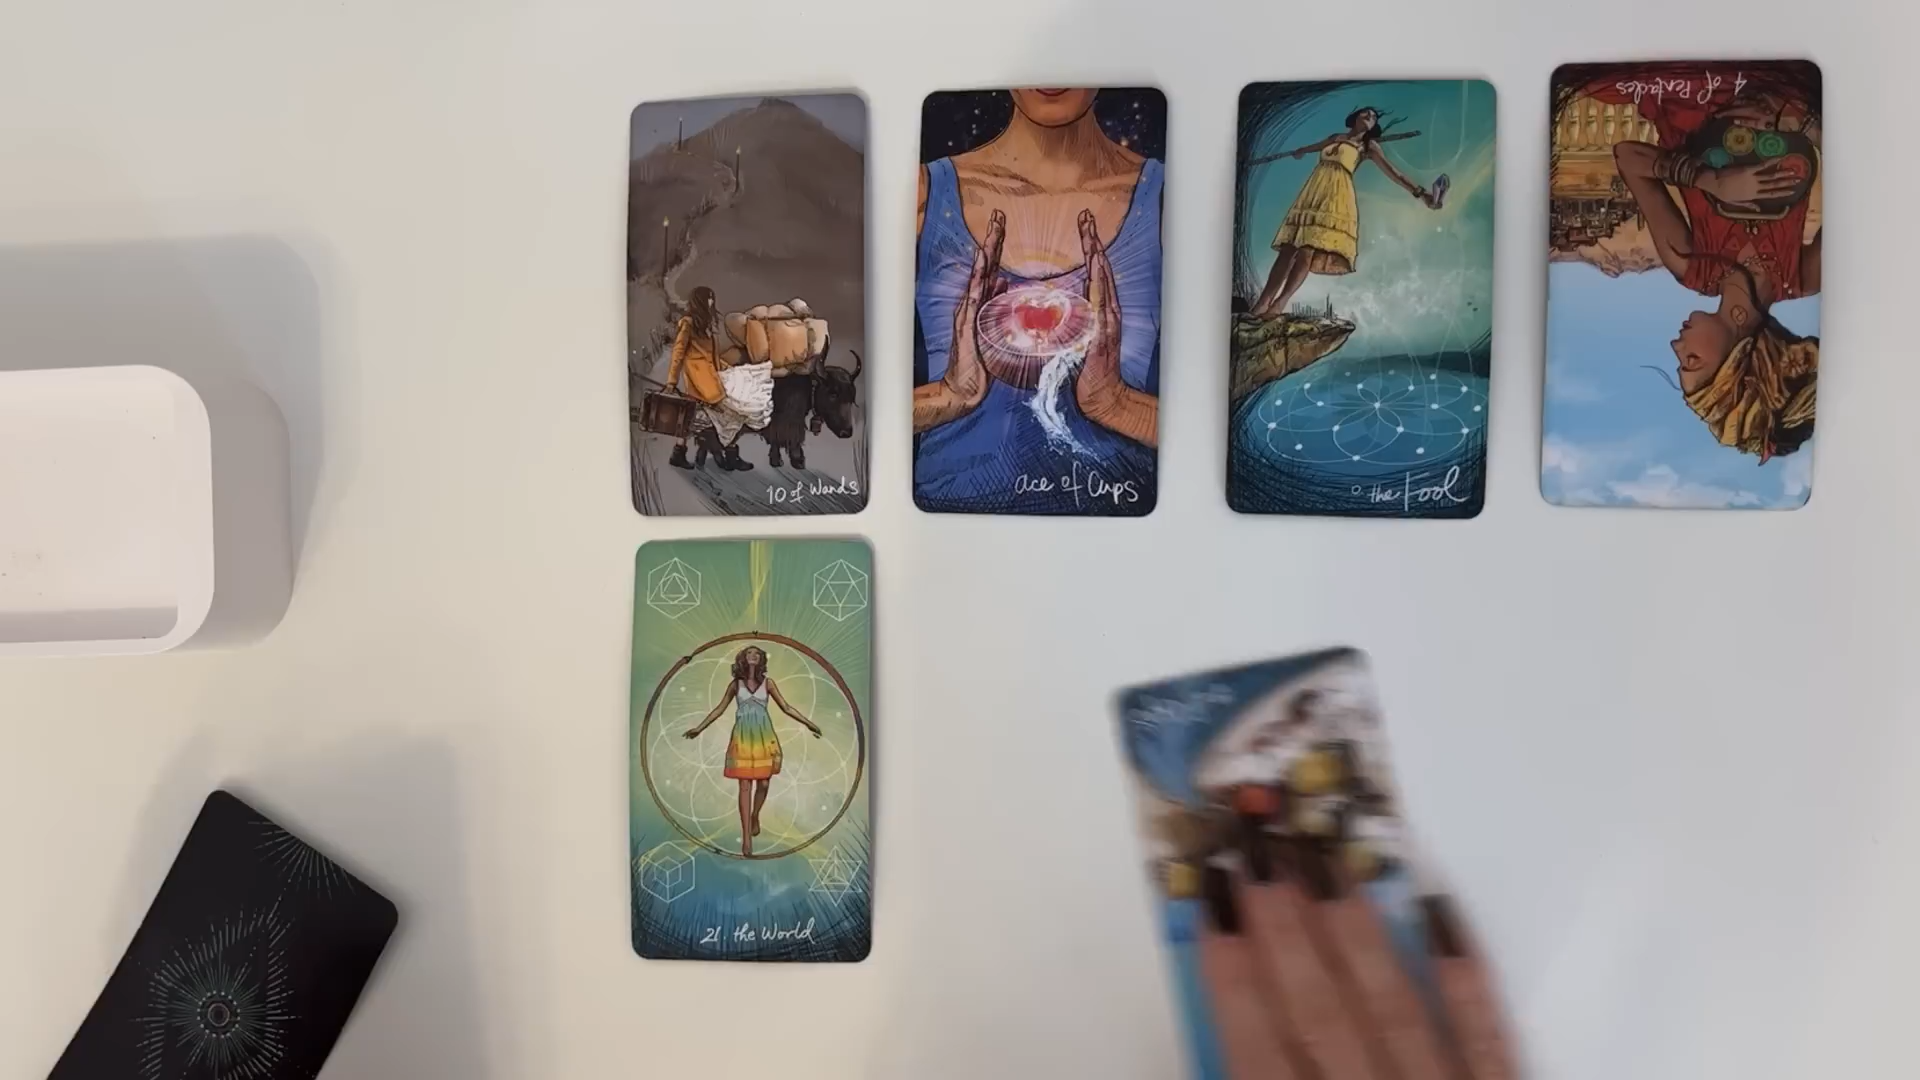 10 of Wands
ace of Cups
0 the Fool
4 of Pentacles
21. the World